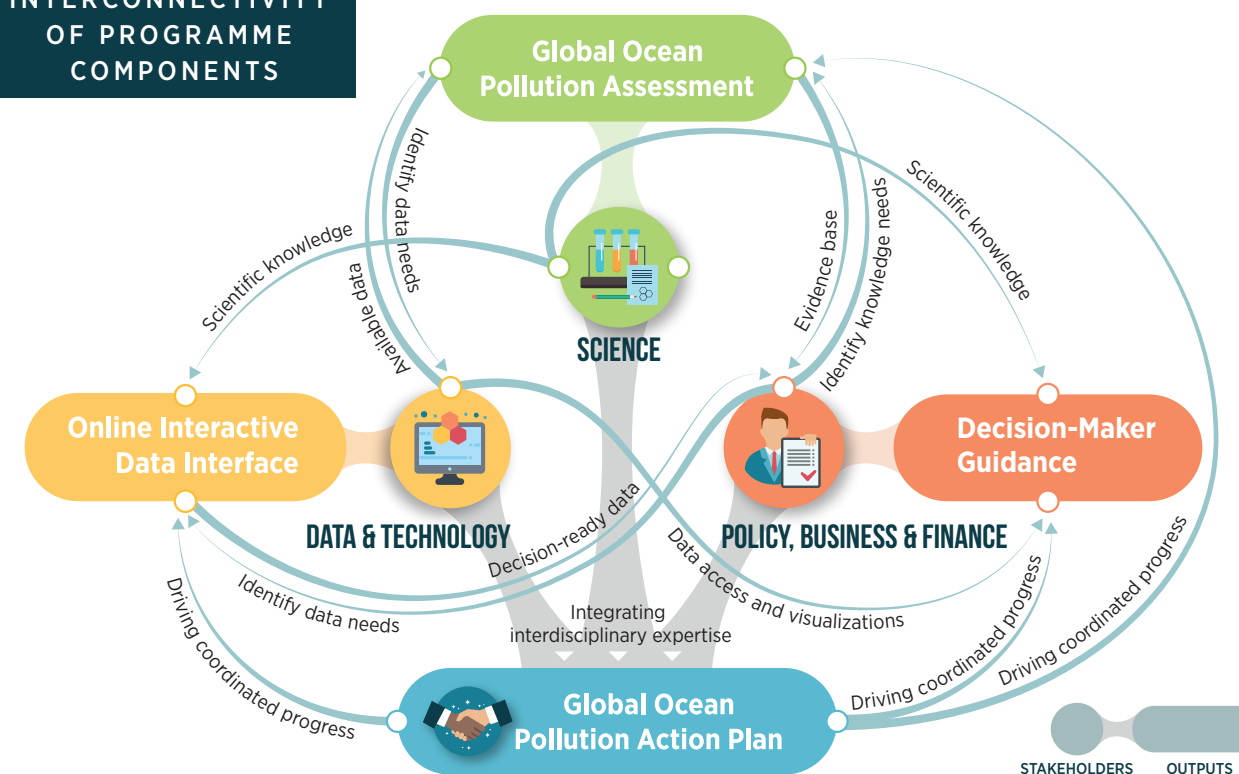 INTERCONNECTIVITY
OF PROGRAMME
COMPONENTS
Global Ocean
Pollution Assessment
Identify data needs
Available data
Scientific knowledge
Scientific knowledge
Evidence base
Identify knowledge needs
SCIENCE
Online Interactive
Data Interface
DATA & TECHNOLOGY
POLICY, BUSINESS & FINANCE
Decision-Maker
Guidance
Decision-ready data
Identify data needs
Data access and visualizations
Driving coordinated progress
Driving coordinated progress
Driving coordinated progress
Integrating
interdisciplinary expertise
Global Ocean
Pollution Action Plan
STAKEHOLDERS
OUTPUTS